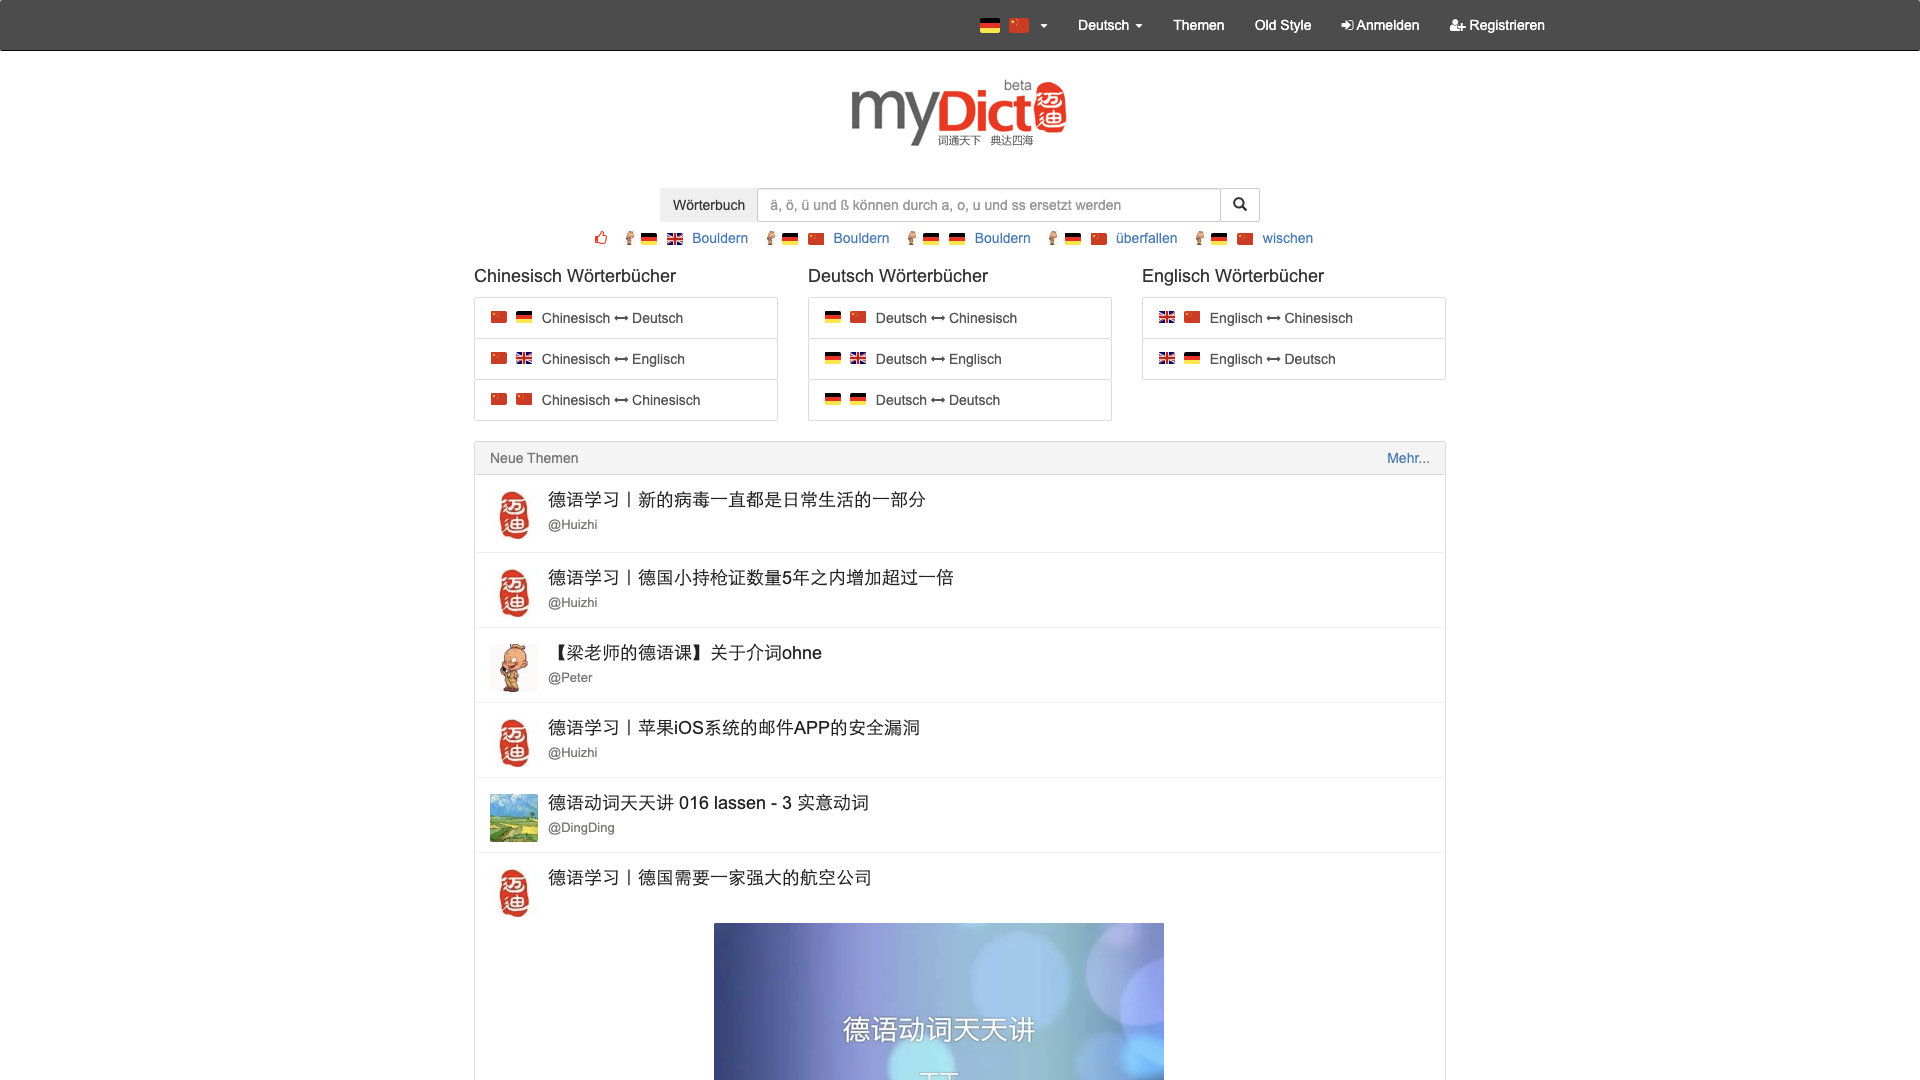 Deutsch
Themen
Old Style
Anmelden
Registrieren
beta
myDict 迈迪
词通天下 典达四海
Wörterbuch
ä, ö, ü und ß können durch a, o, u und ss ersetzt werden
Bouldern
Bouldern
Bouldern
überfallen
wischen
Chinesisch Wörterbücher
Chinesisch ↔ Deutsch
Chinesisch ↔ Englisch
Chinesisch ↔ Chinesisch
Deutsch Wörterbücher
Deutsch ↔ Chinesisch
Deutsch ↔ Englisch
Deutsch ↔ Deutsch
Englisch Wörterbücher
Englisch ↔ Chinesisch
Englisch ↔ Deutsch
Neue Themen
Mehr...
迈迪
德语学习丨新的病毒一直都是日常生活的一部分
@Huizhi
迈迪
德语学习丨德国小持枪证数量5年之内增加超过一倍
@Huizhi
【梁老师的德语课】关于介词ohne
@Peter
迈迪
德语学习丨苹果iOS系统的邮件APP的安全漏洞
@Huizhi
德语动词天天讲 016 lassen - 3 实意动词
@DingDing
迈迪
德语学习丨德国需要一家强大的航空公司
德语动词天天讲